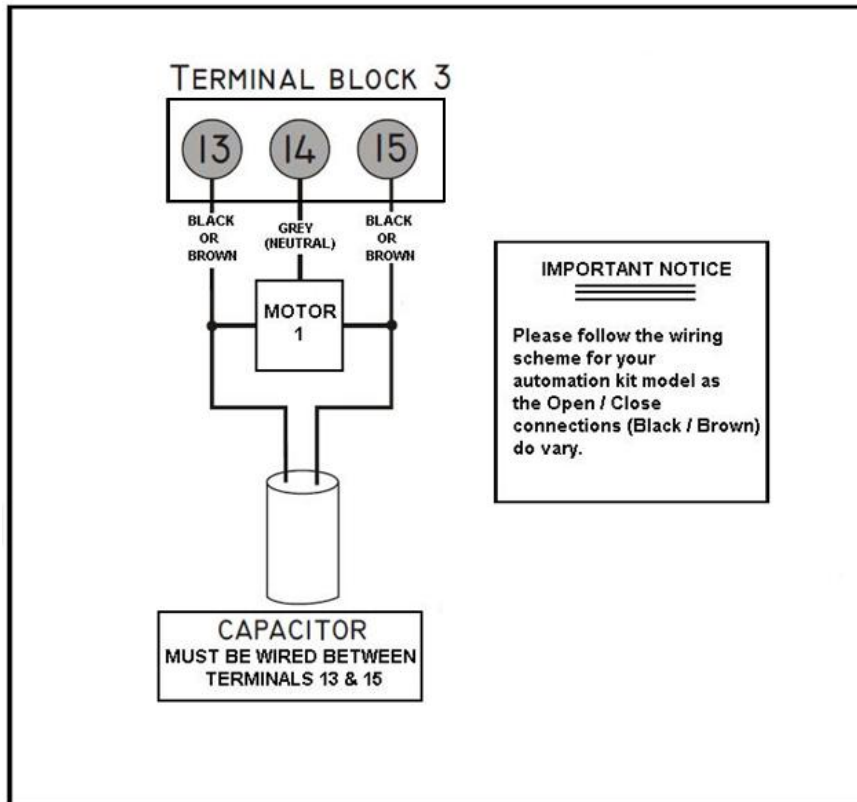 TERMINAL BLOCK 3
13 14 15
BLACK
OR
BROWN
GREY
(NEUTRAL)
BLACK
OR
BROWN
MOTOR
1
CAPACITOR
MUST BE WIRED BETWEEN
TERMINALS 13 & 15
IMPORTANT NOTICE
Please follow the wiring
scheme for your
automation kit model as
the Open / Close
connections (Black / Brown)
do vary.